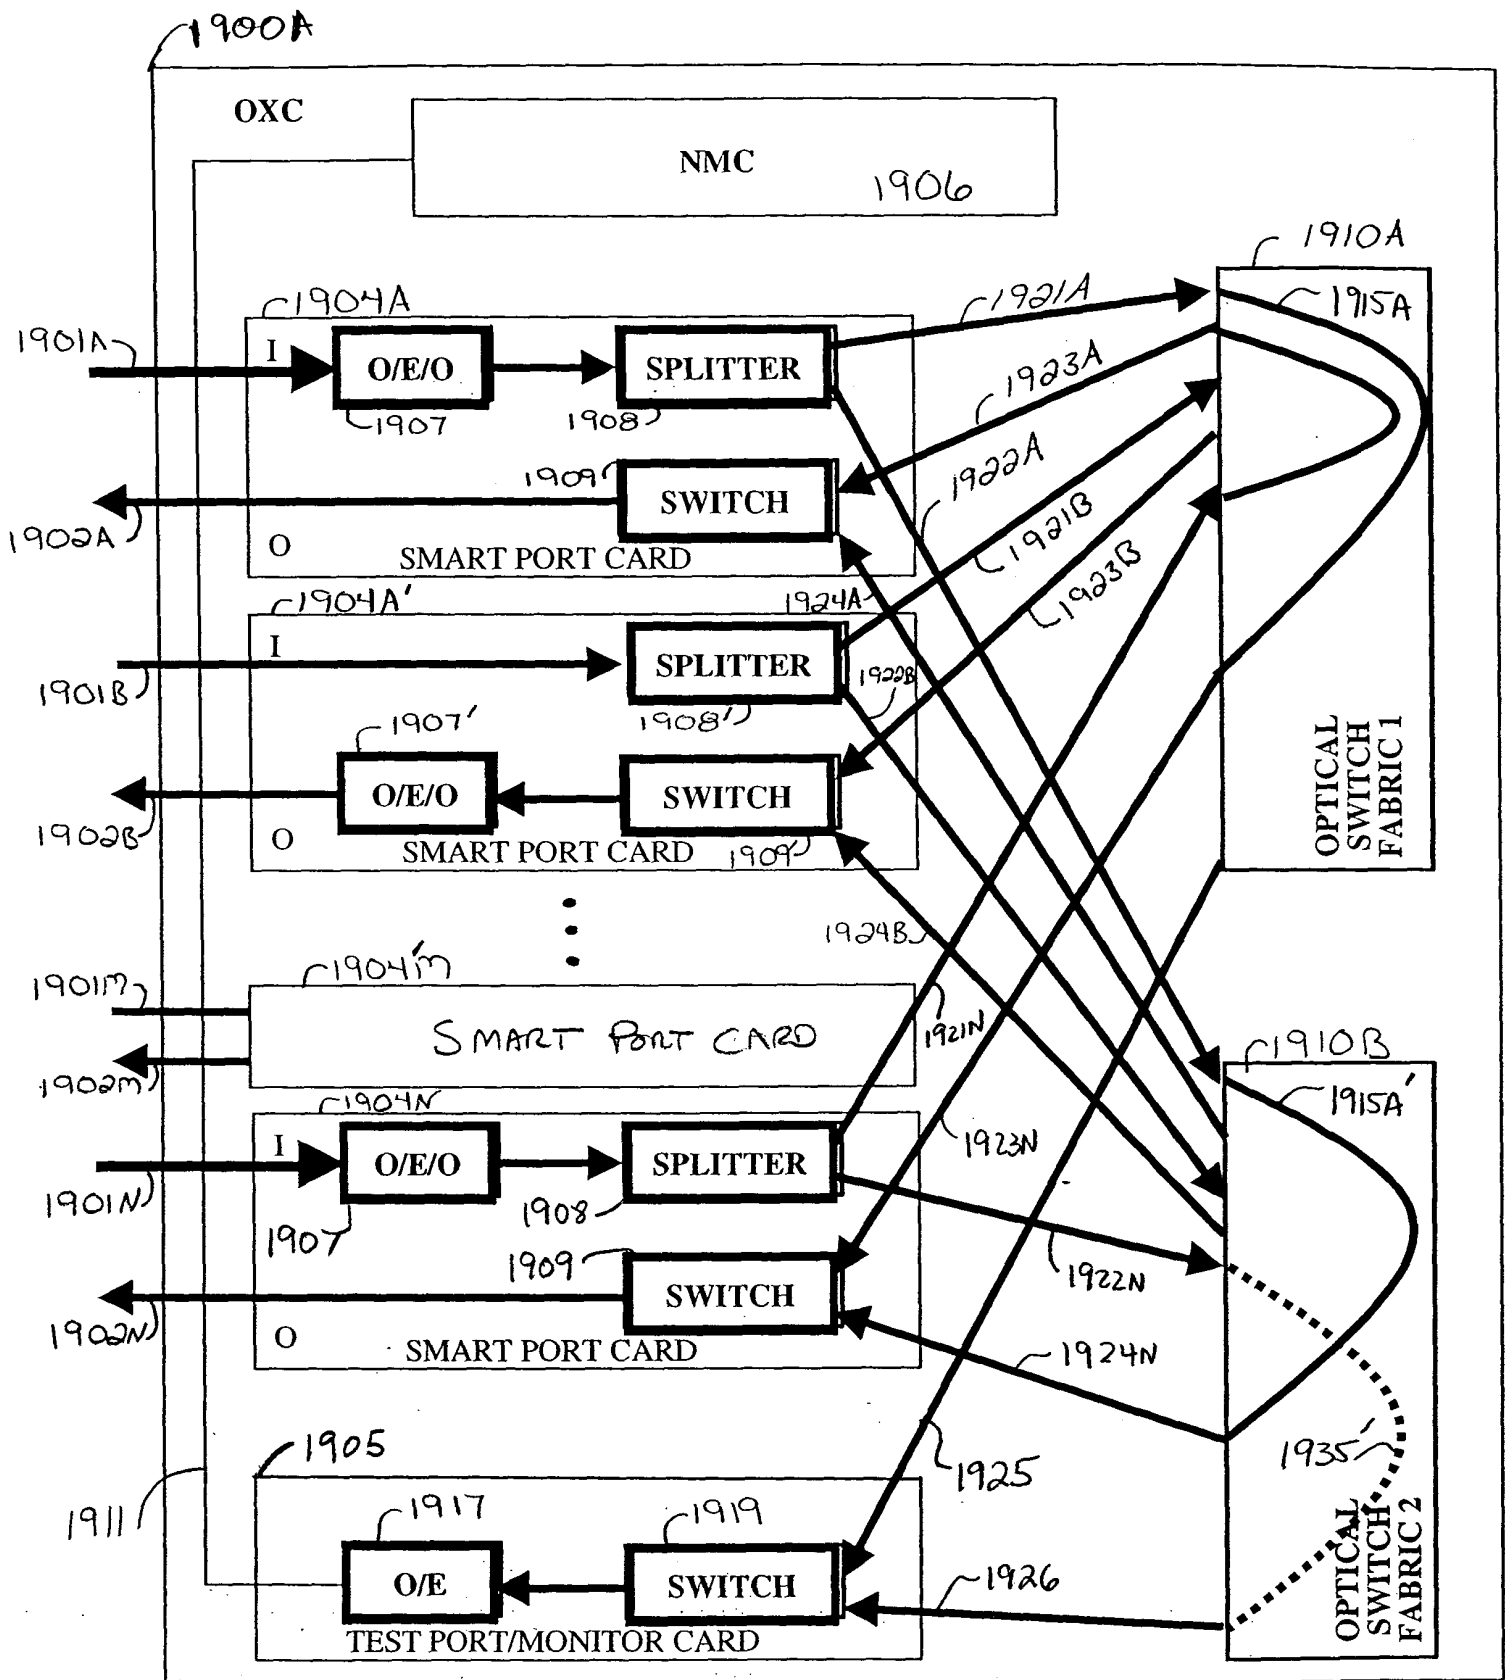 1900A
OXC
NMC
1906
1910A
1904A
1921A
1915A
1901A
I
O/E/O
SPLITTER
1907
1908
1923A
1909
SWITCH
1922A
1902A
O
SMART PORT CARD
1921B
1923B
1904A'
1924A
I
SPLITTER
1901B
1922B
1908'
1907'
O/E/O
SWITCH
1902B
O
SMART PORT CARD
1909'
OPTICAL
SWITCH
FABRIC 1
1924B
1904'M
1901M
SMART PORT CARD
1921N
1902M
1910B
1915A'
1904N
I
O/E/O
SPLITTER
1923N
1901N
1907
1908
1909
SWITCH
1922N
1902N
O
SMART PORT CARD
1924N
1935'
1905
1925
1911
1917
1919
O/E
SWITCH
1926
TEST PORT/MONITOR CARD
OPTICAL
SWITCH
FABRIC 2